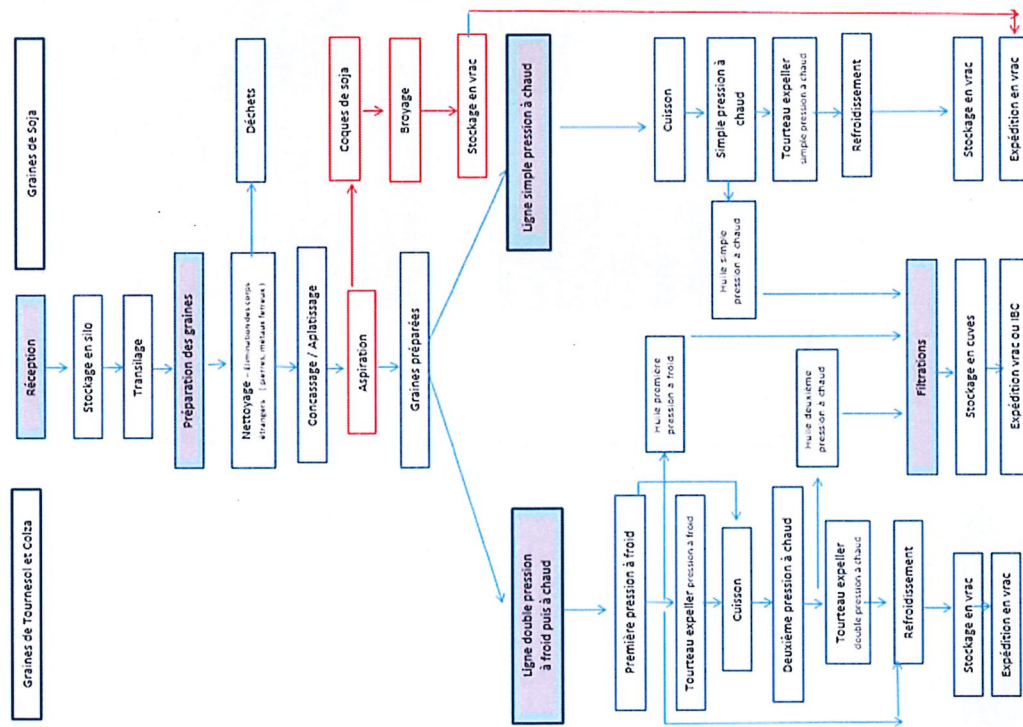 Graines de Tournesol et Colza
Réception
Graines de Soja
Stockage en silo
Transilage
Préparation des graines
Nettoyage – Elimination des corps
étrangers ( pierres, métaux ferreux )
Déchets
Concassage / Aplatissage
Aspiration
Coques de soja
Broyage
Stockage en vrac
Graines préparées
Ligne double pression
à froid puis à chaud
Ligne simple pression à chaud
Première pression à froid
Tourteau expeller pression à froid
Cuisson
Deuxième pression à chaud
Tourteau expeller
double pression à chaud
Refroidissement
Stockage en vrac
Expédition en vrac
Huile première
pression à froid
Huile deuxième
pression à chaud
Huile simple
pression à chaud
Filtrations
Stockage en cuves
Expédition vrac ou IBC
Cuisson
Simple pression à
chaud
Tourteau expeller
simple pression à chaud
Refroidissement
Stockage en vrac
Expédition en vrac